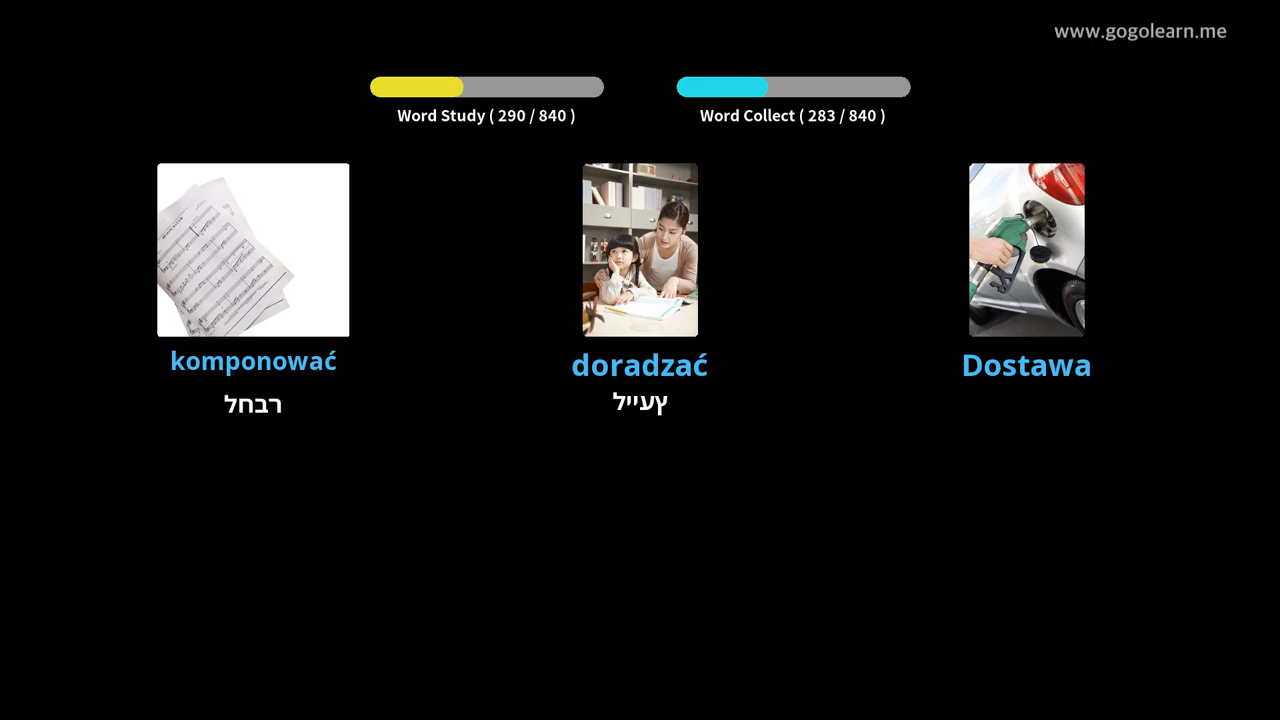 www.gogolearn.me
Word Study ( 290 / 840 )
Word Collect ( 283 / 840 )
komponować
רבחל
doradzać
ץעייל
Dostawa